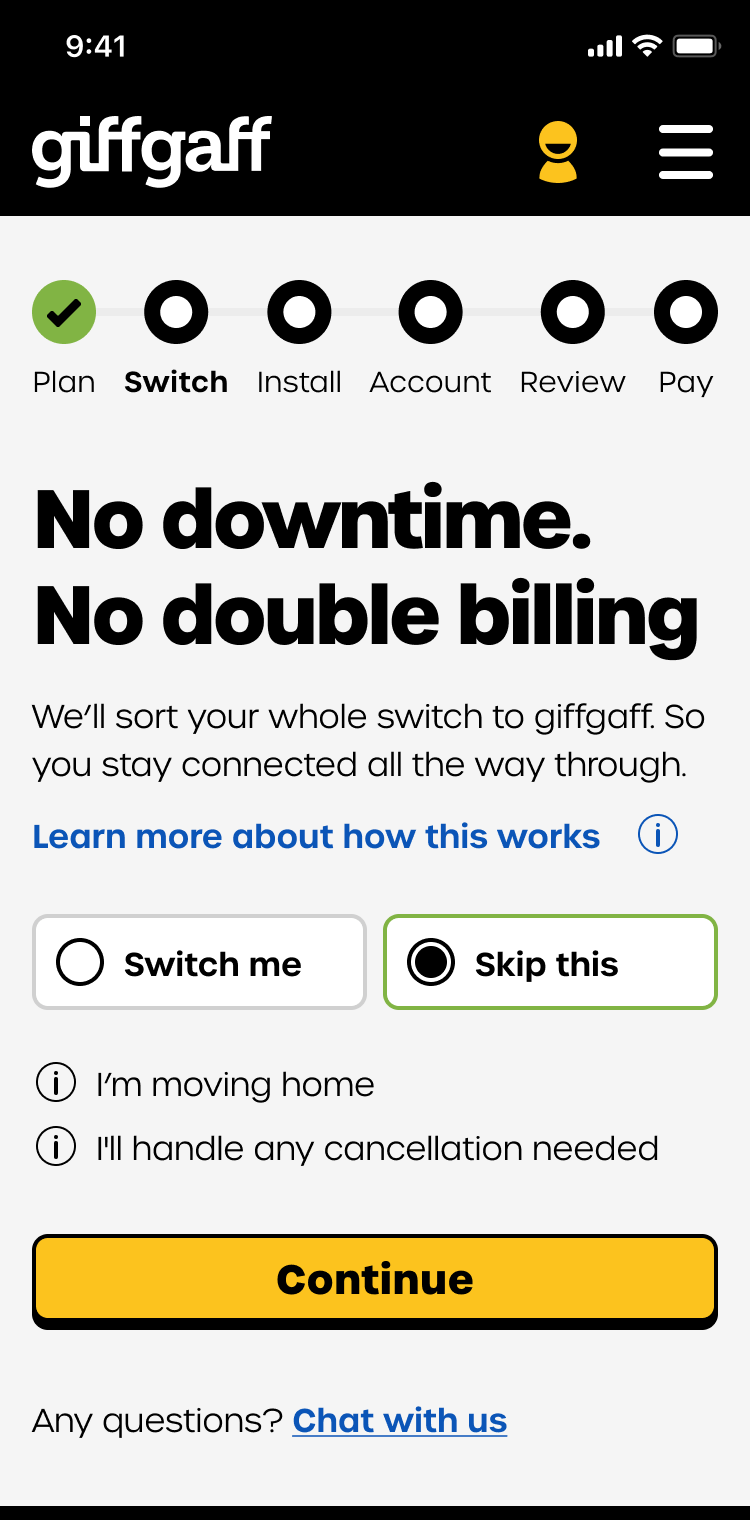 9:41
giffgaff
Plan Switch Install Account Review Pay
No downtime.
No double billing
We’ll sort your whole switch to giffgaff. So
you stay connected all the way through.
Learn more about how this works
Switch me Skip this
I’m moving home
I'll handle any cancellation needed
Continue
Any questions? Chat with us